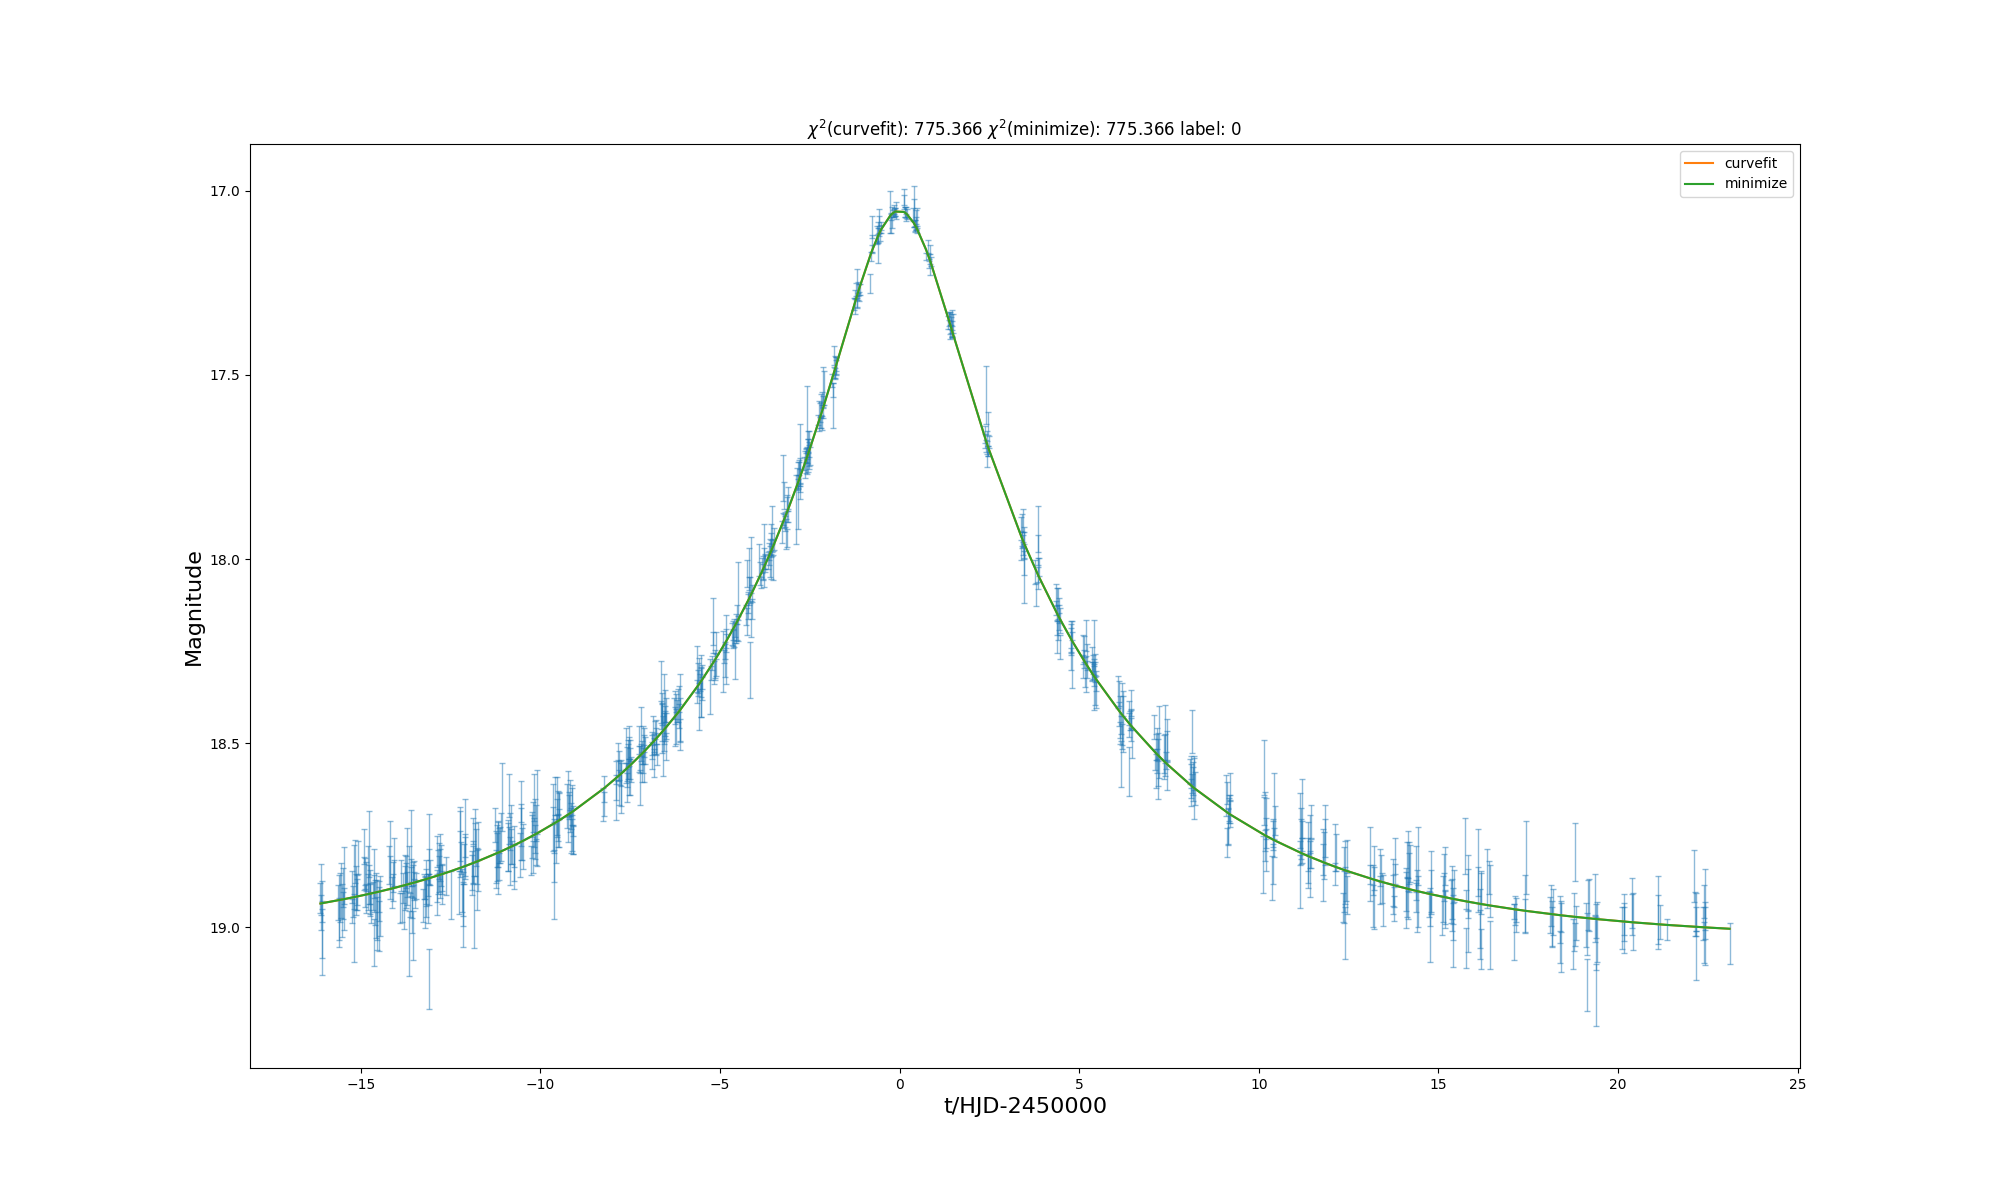 χ²(curvefit): 775.366 χ²(minimize): 775.366 label: 0
curvefit
minimize
17.0
17.5
18.0
18.5
19.0
Magnitude
−15 −10 −5 0 5 10 15 20 25
t/HJD-2450000